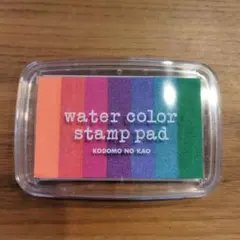 water color
stamp pad
KODOMO NO KAO